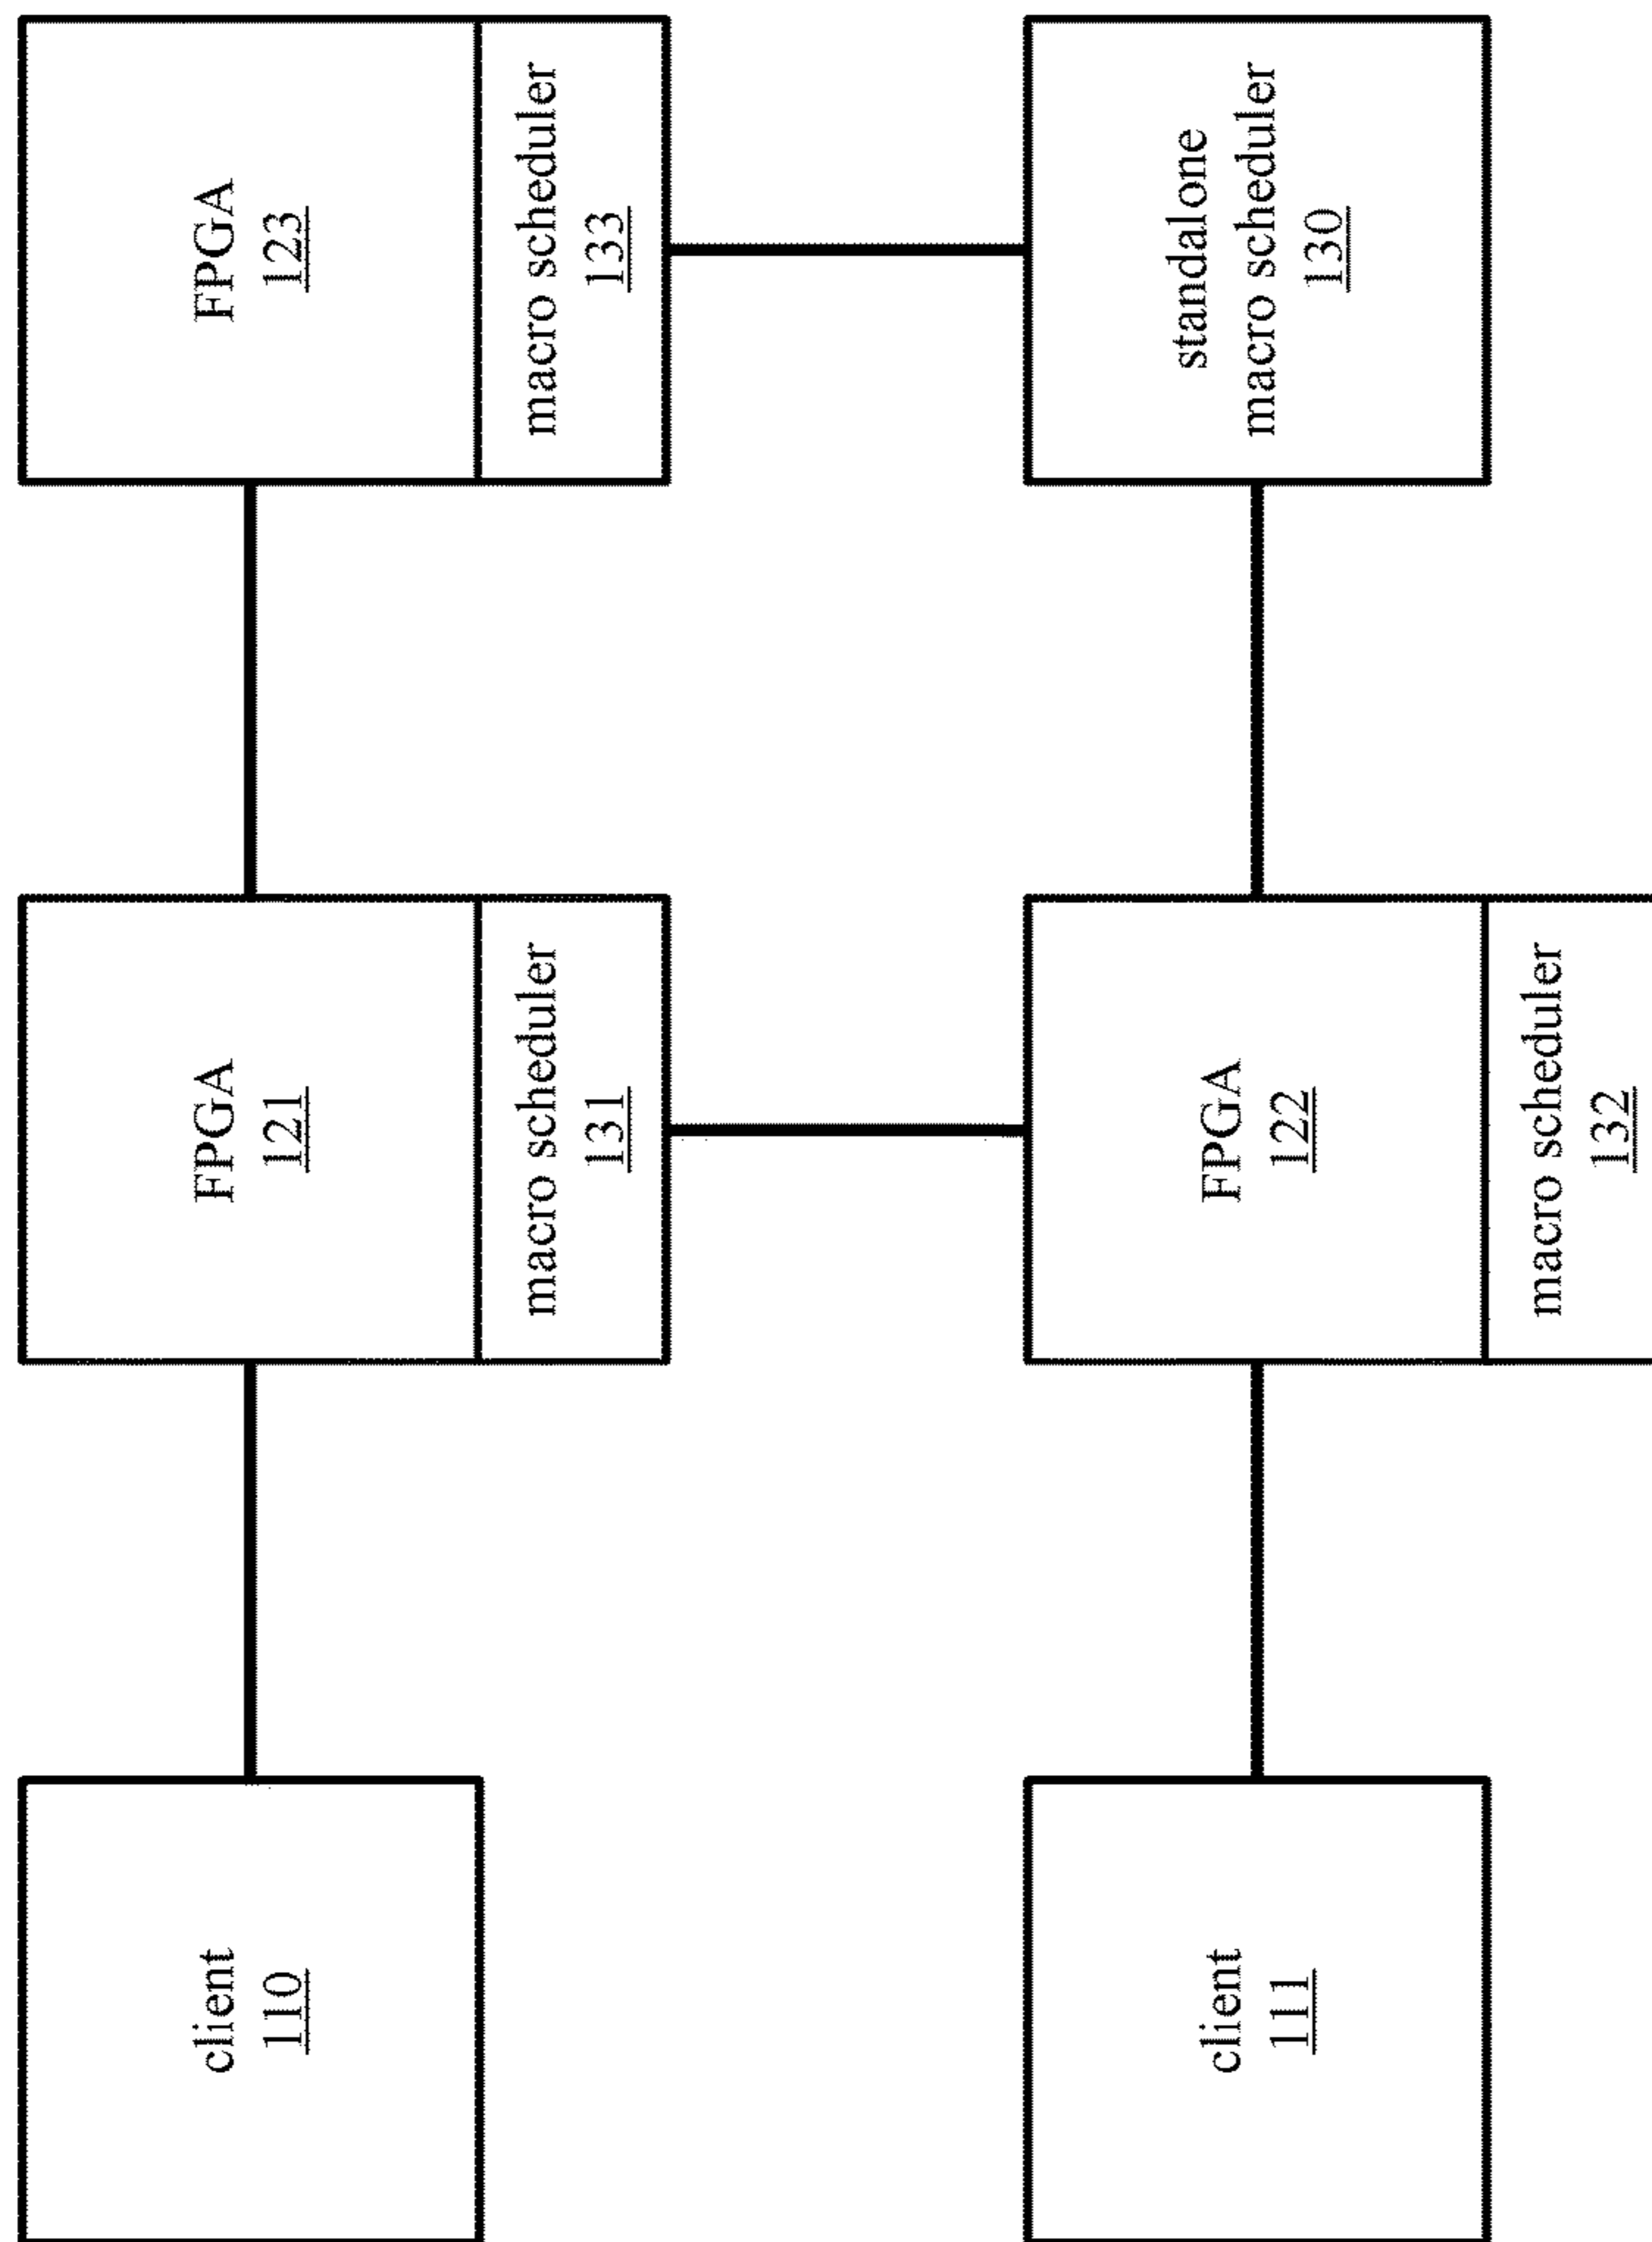 client
110
FPGA
121
macro scheduler
131
FPGA
123
macro scheduler
133
client
111
FPGA
122
macro scheduler
132
standalone
macro scheduler
130